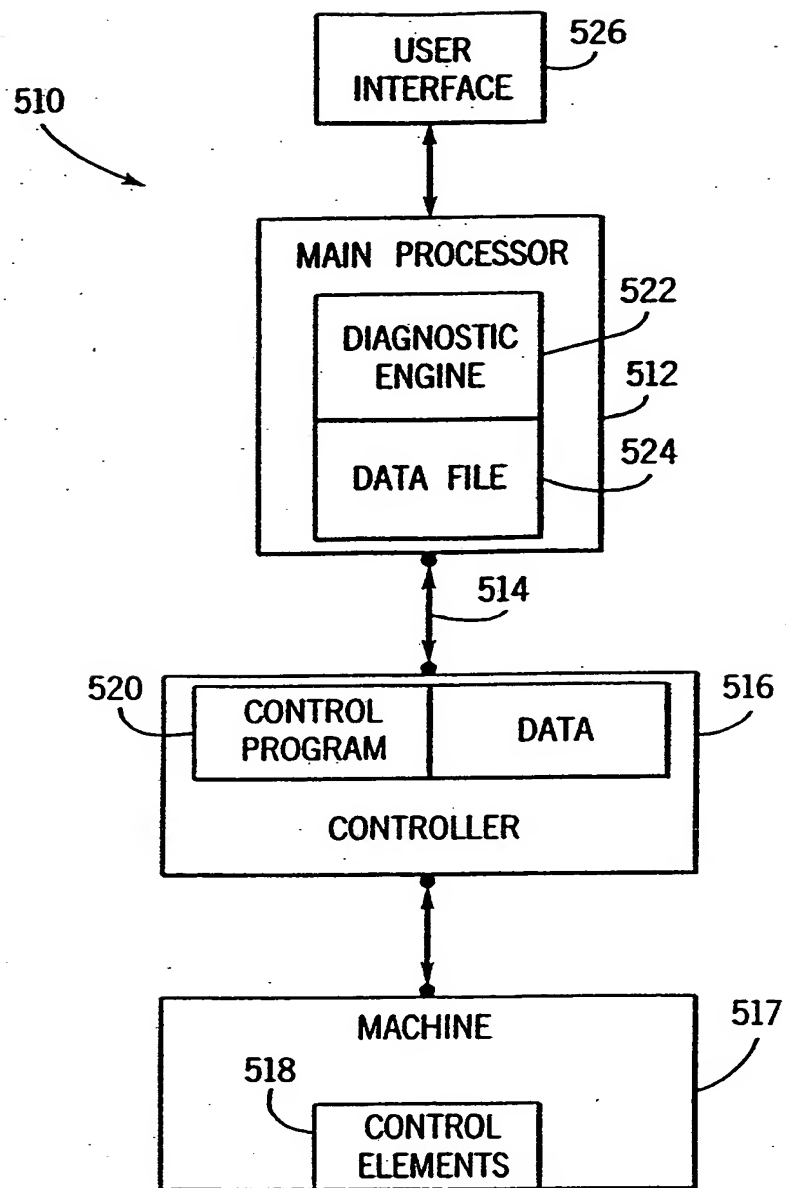 USER
INTERFACE
526
510
MAIN PROCESSOR
DIAGNOSTIC
ENGINE
522
512
DATA FILE
524
514
520
CONTROL
PROGRAM
DATA
516
CONTROLLER
MACHINE
517
518
CONTROL
ELEMENTS